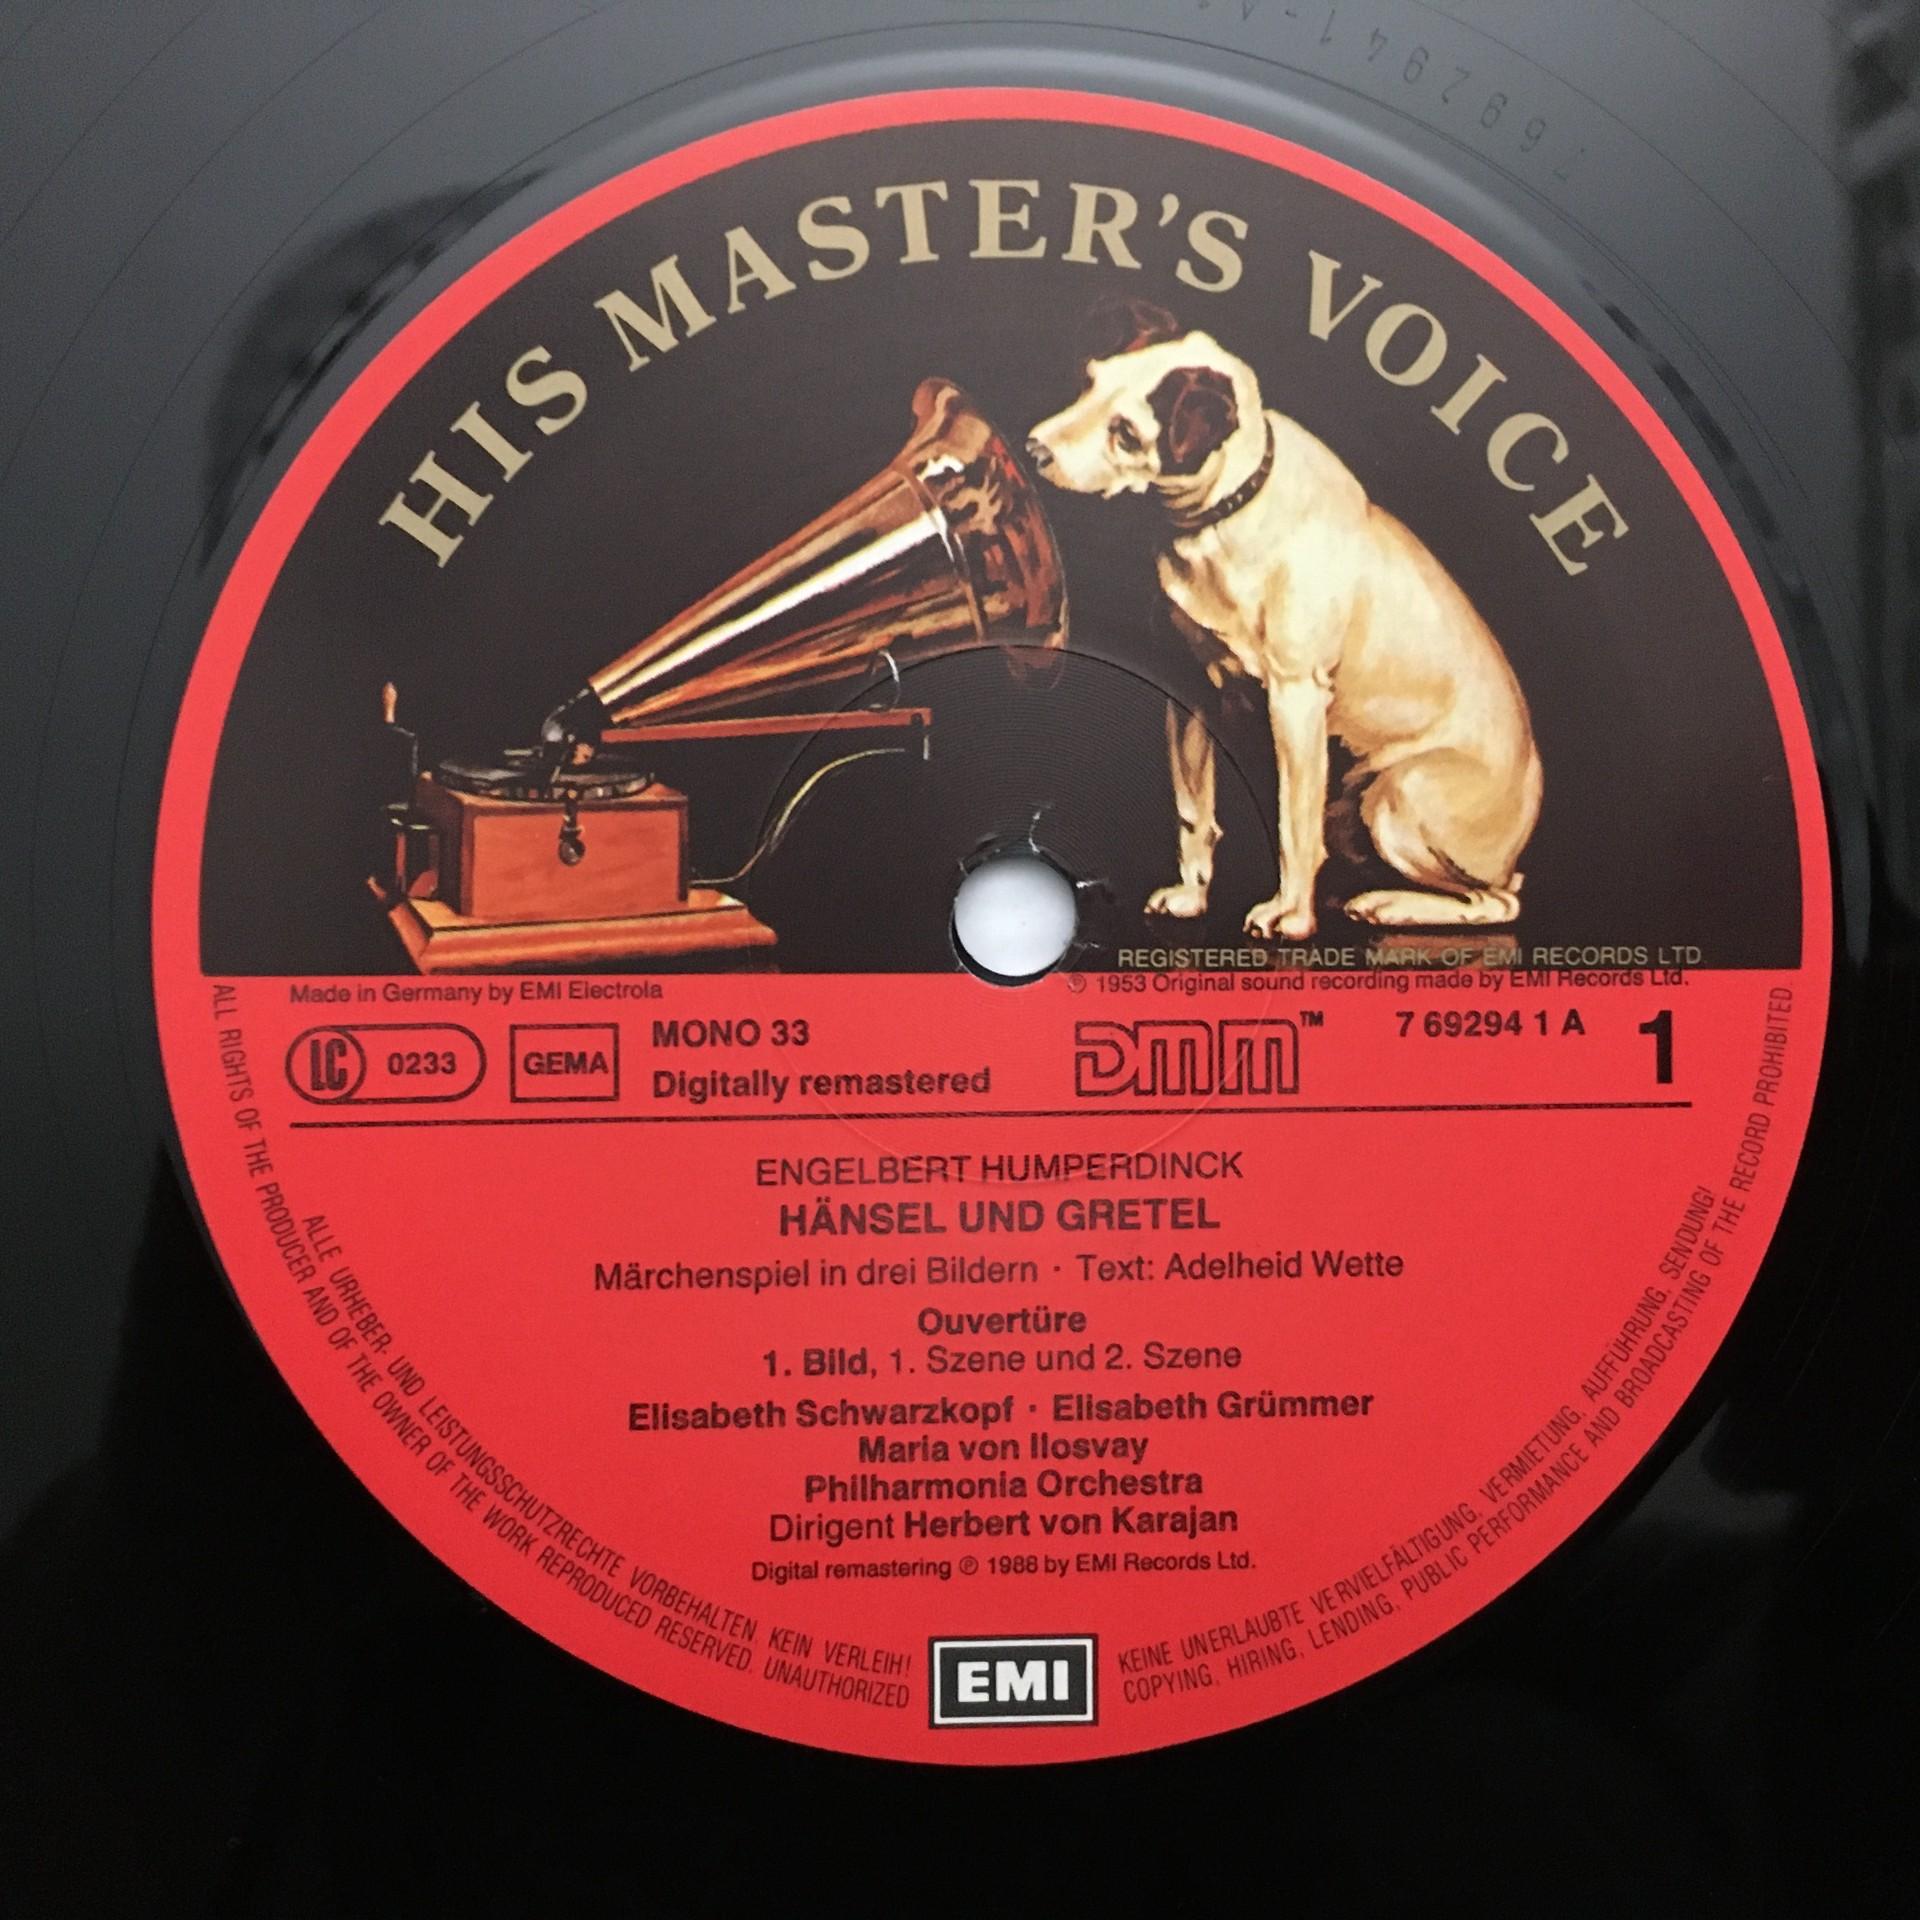 769294 1-A
HIS MASTER'S VOICE
REGISTERED TRADE MARK OF EMI RECORDS LTD.
Made in Germany by EMI Electrola
℗ 1953 Original sound recording made by EMI Records Ltd.
LC 0233
GEMA
MONO 33
Digitally remastered
DMM™
7 69294 1 A
1
ENGELBERT HUMPERDINCK
HÄNSEL UND GRETEL
Märchenspiel in drei Bildern · Text: Adelheid Wette
Ouvertüre
1. Bild, 1. Szene und 2. Szene
Elisabeth Schwarzkopf · Elisabeth Grümmer
Maria von Ilosvay
Philharmonia Orchestra
Dirigent Herbert von Karajan
Digital remastering ℗ 1988 by EMI Records Ltd.
EMI
ALLE URHEBER- UND LEISTUNGSSCHUTZRECHTE VORBEHALTEN. KEIN VERLEIH! KEINE UNERLAUBTE VERVIELFÄLTIGUNG, VERMIETUNG, AUFFÜHRUNG, SENDUNG!
ALL RIGHTS OF THE PRODUCER AND OF THE OWNER OF THE WORK REPRODUCED RESERVED. UNAUTHORIZED COPYING, HIRING, LENDING, PUBLIC PERFORMANCE AND BROADCASTING OF THE RECORD PROHIBITED.